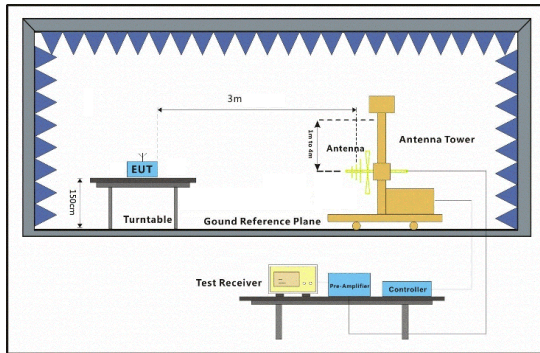 3m
1m to 4m
Antenna
Antenna Tower
EUT
150cm
Turntable
Gound Reference Plane
Test Receiver
Pre-Amplifier
Controller